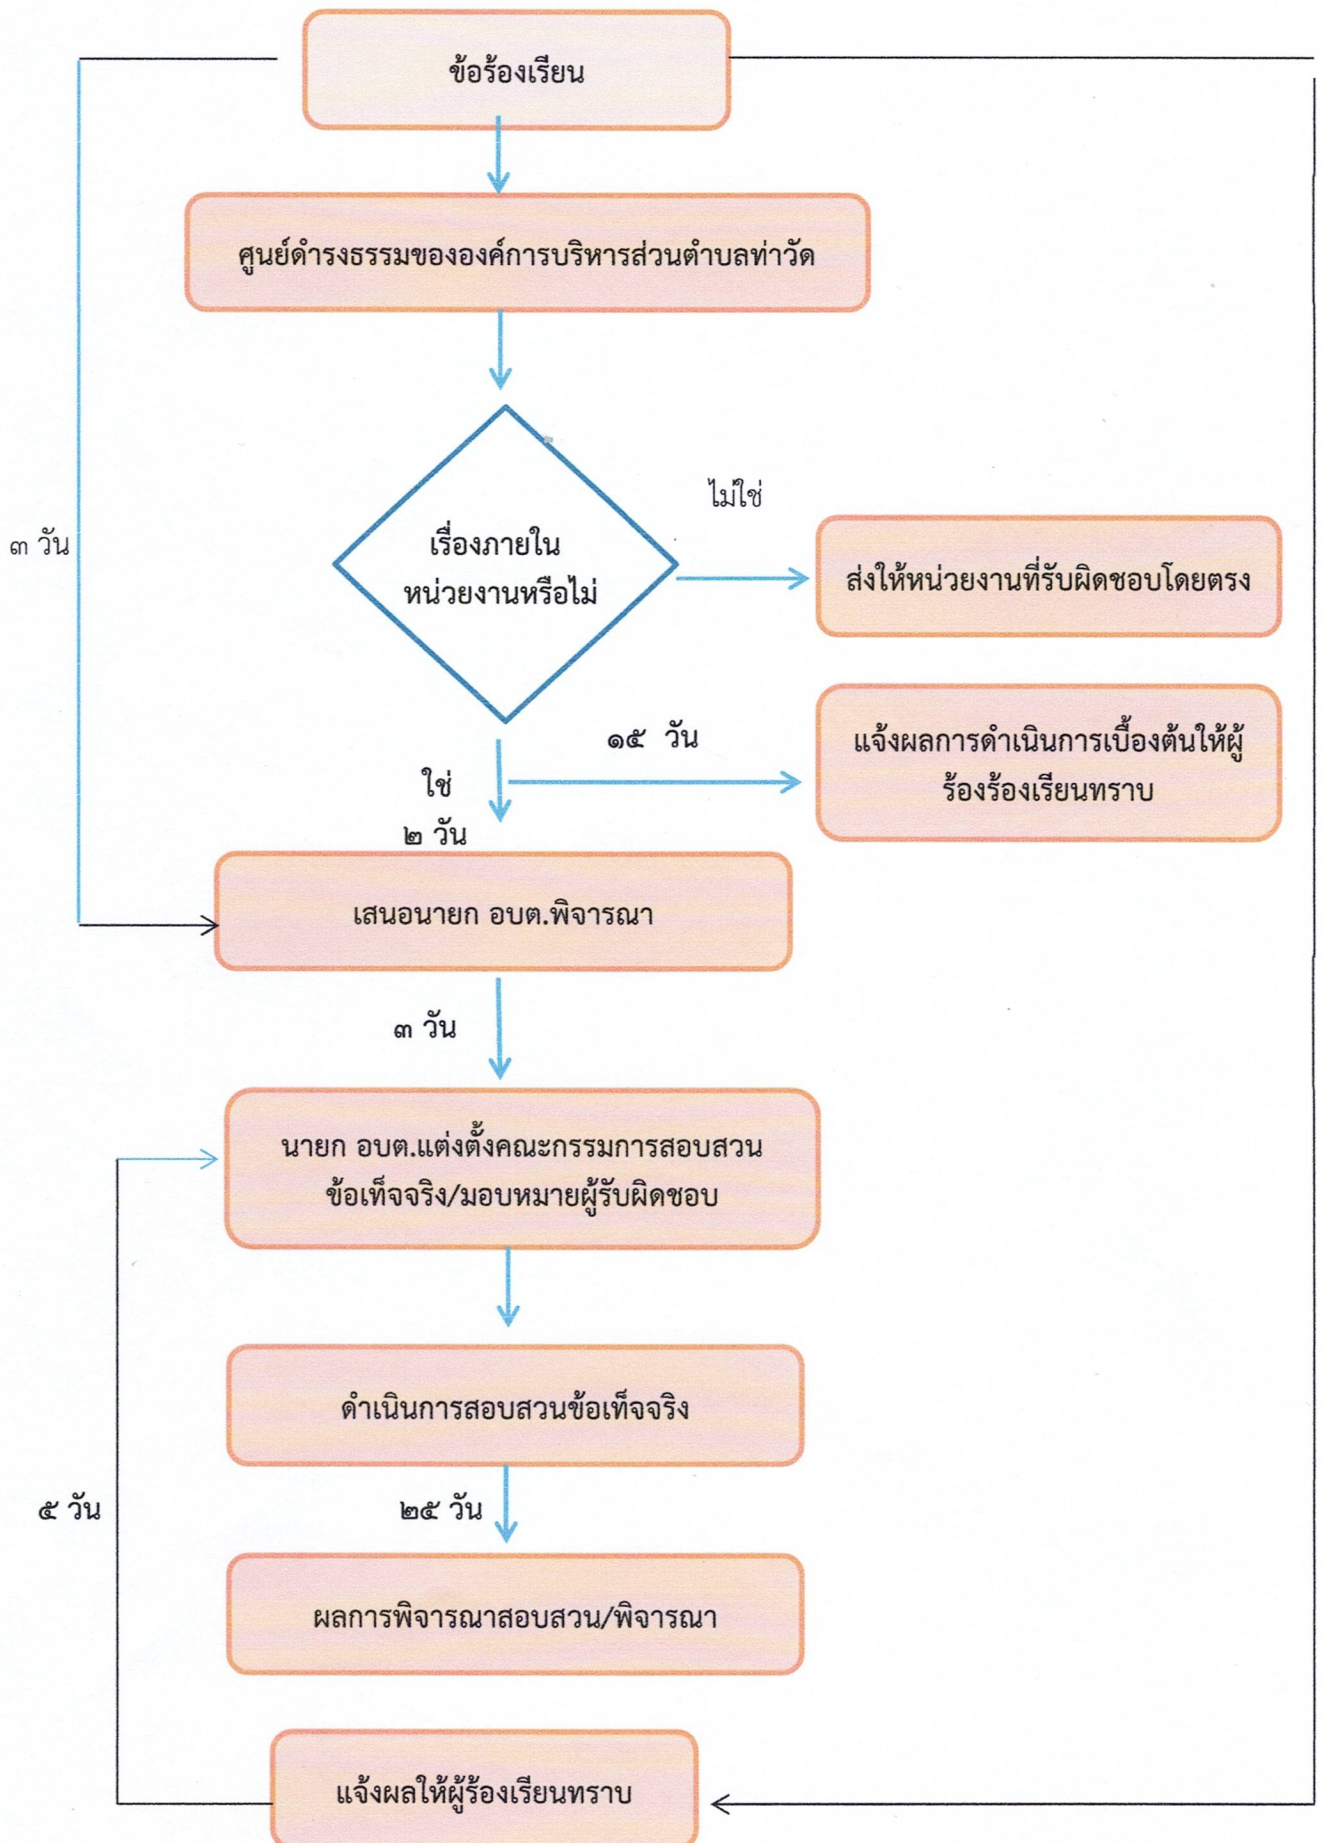 ข้อร้องเรียน
ศูนย์ดำรงธรรมขององค์การบริหารส่วนตำบลท่าวัด
ไม่ใช่
เรื่องภายใน
หน่วยงานหรือไม่
๓ วัน
ส่งให้หน่วยงานที่รับผิดชอบโดยตรง
๑๕ วัน
แจ้งผลการดำเนินการเบื้องต้นให้ผู้
ร้องร้องเรียนทราบ
ใช่
๒ วัน
เสนอนายก อบต.พิจารณา
๓ วัน
นายก อบต.แต่งตั้งคณะกรรมการสอบสวน
ข้อเท็จจริง/มอบหมายผู้รับผิดชอบ
ดำเนินการสอบสวนข้อเท็จจริง
๕ วัน
๒๕ วัน
ผลการพิจารณาสอบสวน/พิจารณา
แจ้งผลให้ผู้ร้องเรียนทราบ